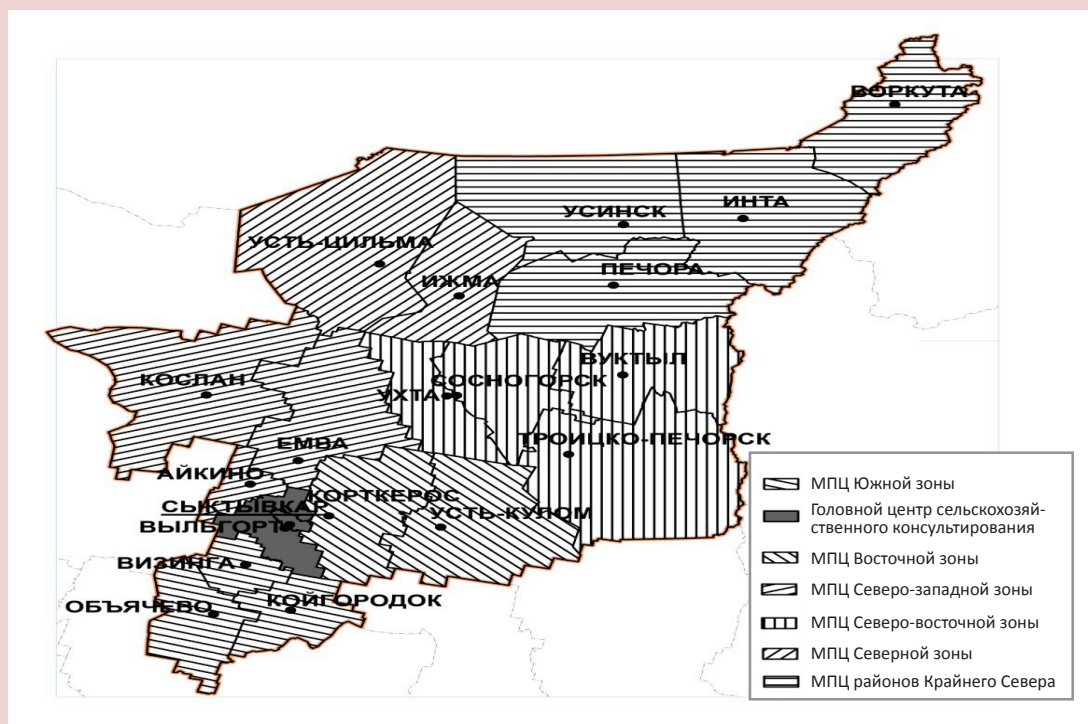 ВОРКУТА
ИНТА
УСИНСК
УСТЬ-ЦИЛЬМА
ПЕЧОРА
ИЖМА
ВУКТЫЛ
КОСЛАН
СОСНОГОРСК
УХТА
ТРОИЦКО-ПЕЧОРСК
ЕМВА
АЙКИНО
КОРТКЕРОС
СЫКТЫВКАР
УСТЬ-КУЛОМ
ВЫЛЬГОРТ
ВИЗИНГА
КОЙГОРОДОК
ОБЪЯЧЕВО
МПЦ Южной зоны
Головной центр сельскохозяй-
ственного консультирования
МПЦ Восточной зоны
МПЦ Северо-западной зоны
МПЦ Северо-восточной зоны
МПЦ Северной зоны
МПЦ районов Крайнего Севера